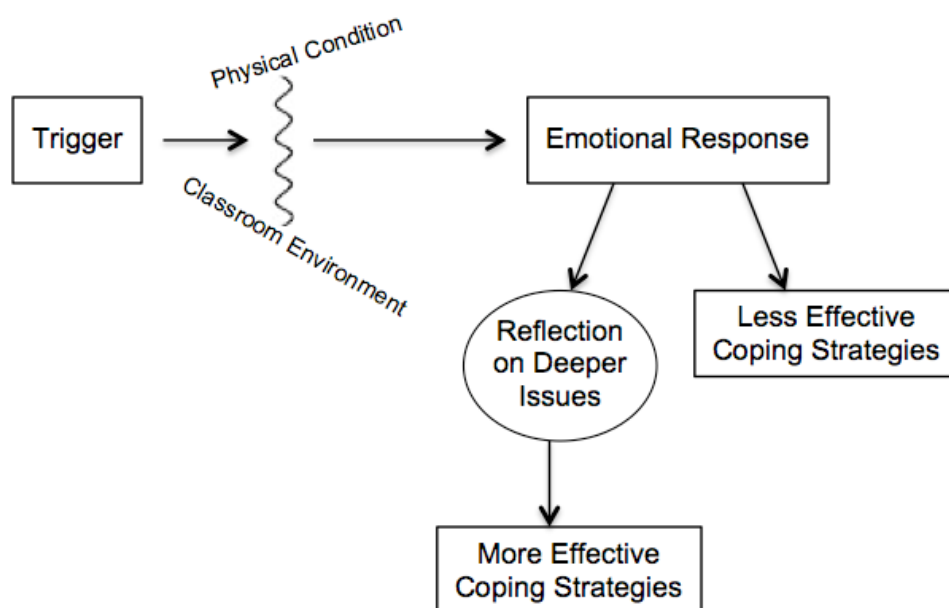 Physical Condition
Trigger
Emotional Response
Classroom Environment
Reflection
on Deeper
Issues
Less Effective
Coping Strategies
More Effective
Coping Strategies